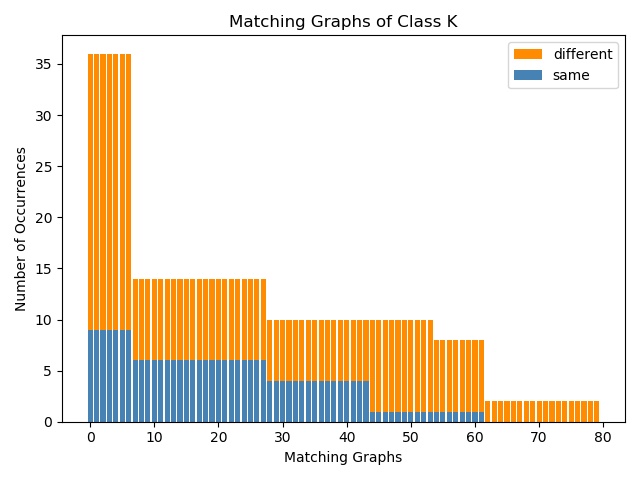 Matching Graphs of Class K
different
same
Number of Occurrences
35
30
25
20
15
10
5
0
0 10 20 30 40 50 60 70 80
Matching Graphs